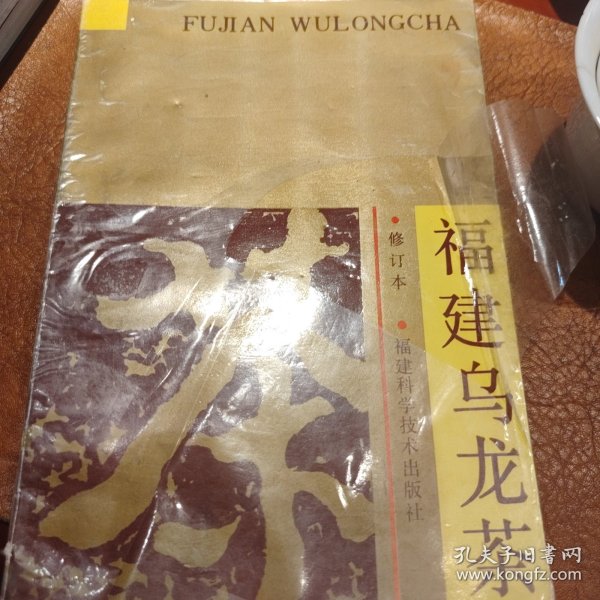 FUJIAN WULONGCHA
福建乌龙茶
●修订本
●福建科学技术出版社
孔夫子旧书网
www.kongfz.com